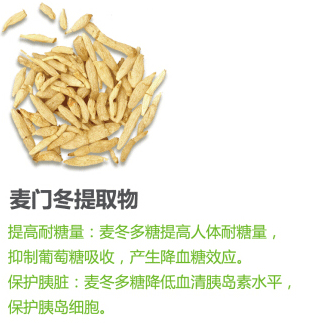 麦门冬提取物
提高耐糖量：麦冬多糖提高人体耐糖量，
抑制葡萄糖吸收，产生降血糖效应。
保护胰脏：麦冬多糖降低血清胰岛素水平，
保护胰岛细胞。